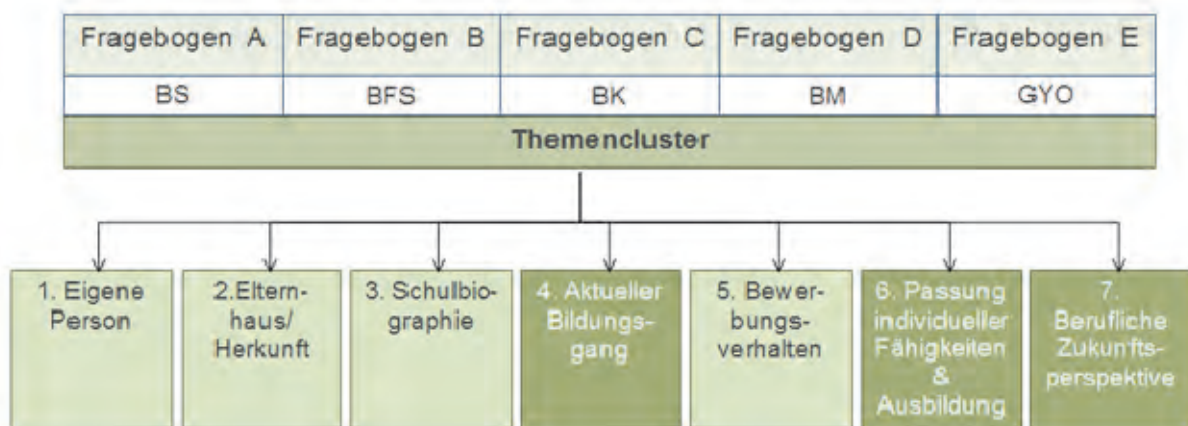 Fragebogen A Fragebogen B Fragebogen C Fragebogen D Fragebogen E
BS BFS BK BM GYO
Themencluster
1. Eigene
Person
2.Eltern-
haus/
Herkunft
3. Schulbio-
graphie
4. Aktueller
Bildungs-
gang
5. Bewer-
bungs-
verhalten
6. Passung
individueller
Fähigkeiten
&
Ausbildung
7.
Berufliche
Zukunfts-
perspektive